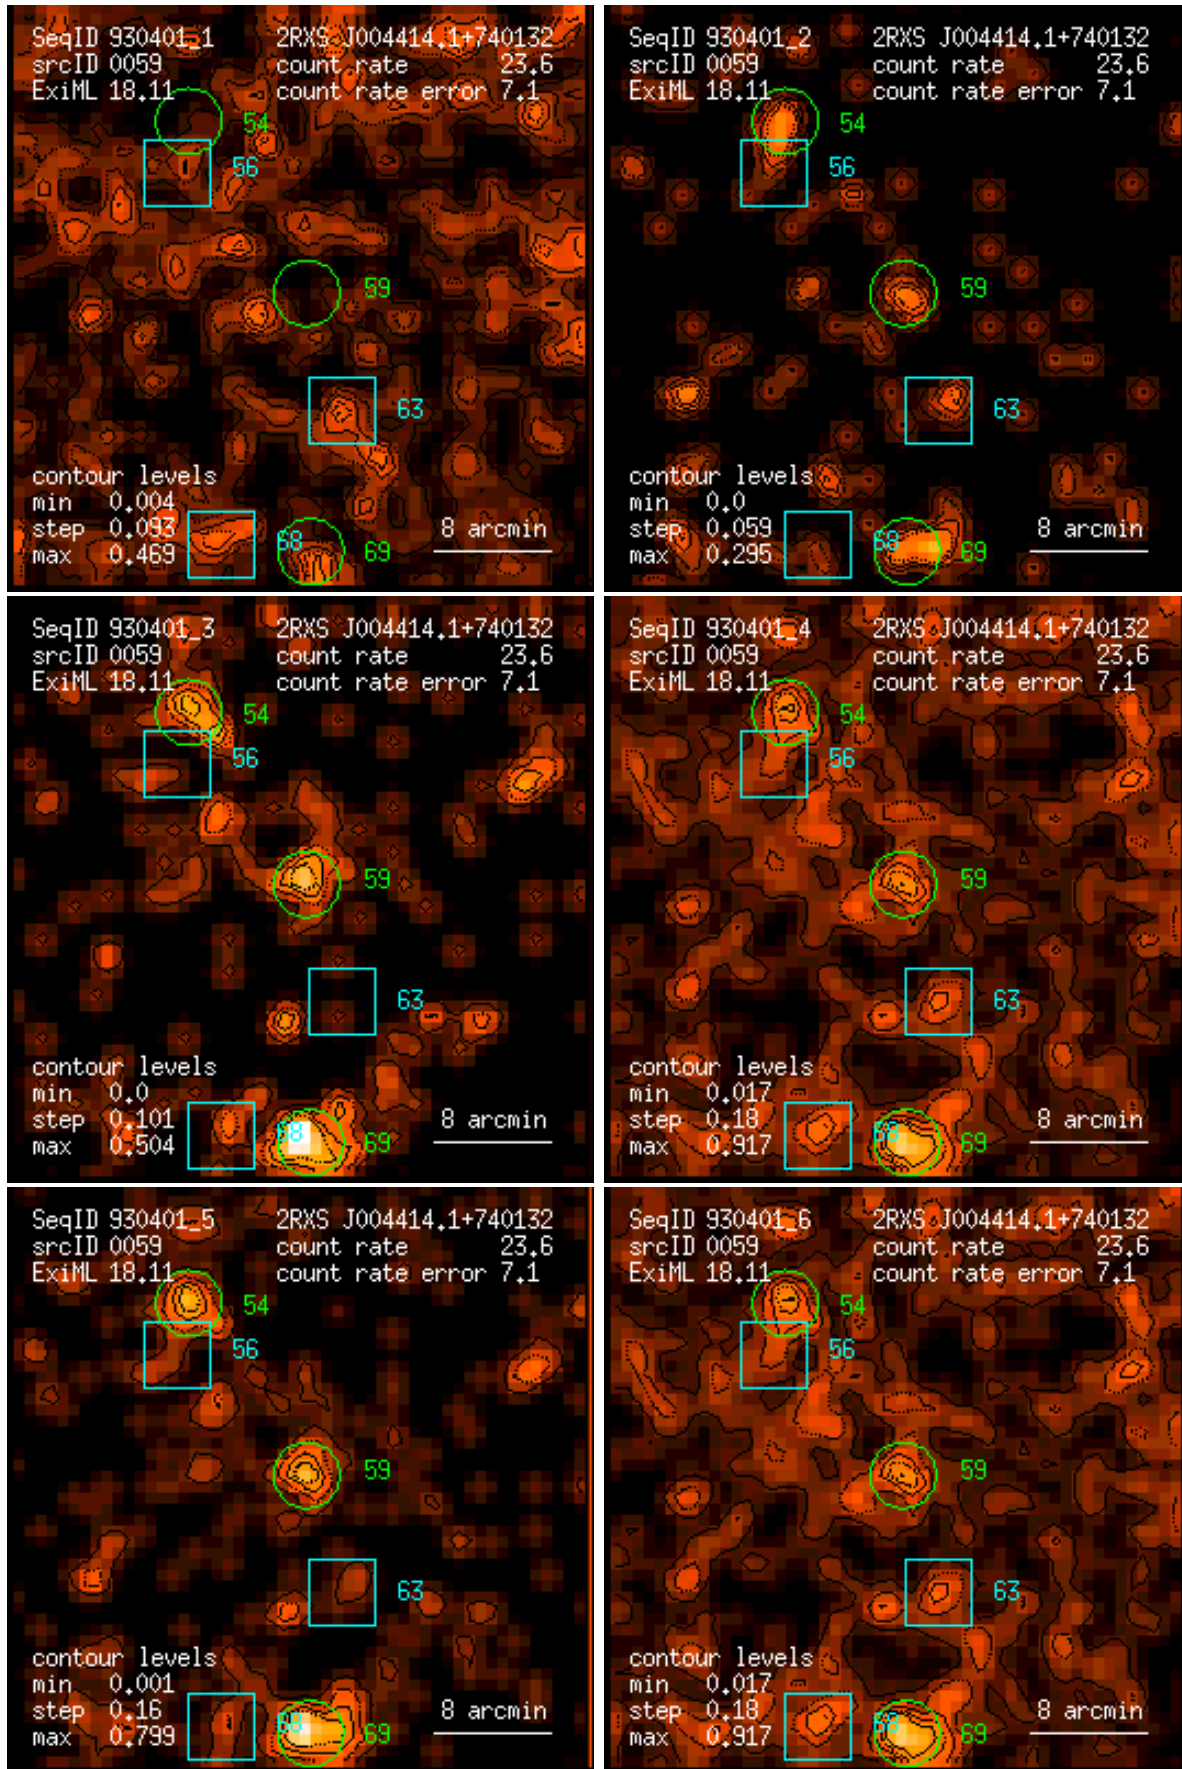 SeqID 930401_1 2RXS J004414.1+740132
srcID 0059 count rate 23.6
ExiML 18.11 count rate error 7.1
54
56
59
63
contour levels
min 0.004
step 0.093 8 arcmin
max 0.469 68 69
SeqID 930401_2 2RXS J004414.1+740132
srcID 0059 count rate 23.6
ExiML 18.11 count rate error 7.1
54
56
59
63
contour levels
min 0.0
step 0.059 8 arcmin
max 0.295 68 69
SeqID 930401_3 2RXS J004414.1+740132
srcID 0059 count rate 23.6
ExiML 18.11 count rate error 7.1
54
56
59
63
contour levels
min 0.0
step 0.101 8 arcmin
max 0.504 68 69
SeqID 930401_4 2RXS J004414.1+740132
srcID 0059 count rate 23.6
ExiML 18.11 count rate error 7.1
54
56
59
63
contour levels
min 0.017
step 0.18 8 arcmin
max 0.917 68 69
SeqID 930401_5 2RXS J004414.1+740132
srcID 0059 count rate 23.6
ExiML 18.11 count rate error 7.1
54
56
59
63
contour levels
min 0.001
step 0.16 8 arcmin
max 0.799 68 69
SeqID 930401_6 2RXS J004414.1+740132
srcID 0059 count rate 23.6
ExiML 18.11 count rate error 7.1
54
56
59
63
contour levels
min 0.017
step 0.18 8 arcmin
max 0.917 68 69